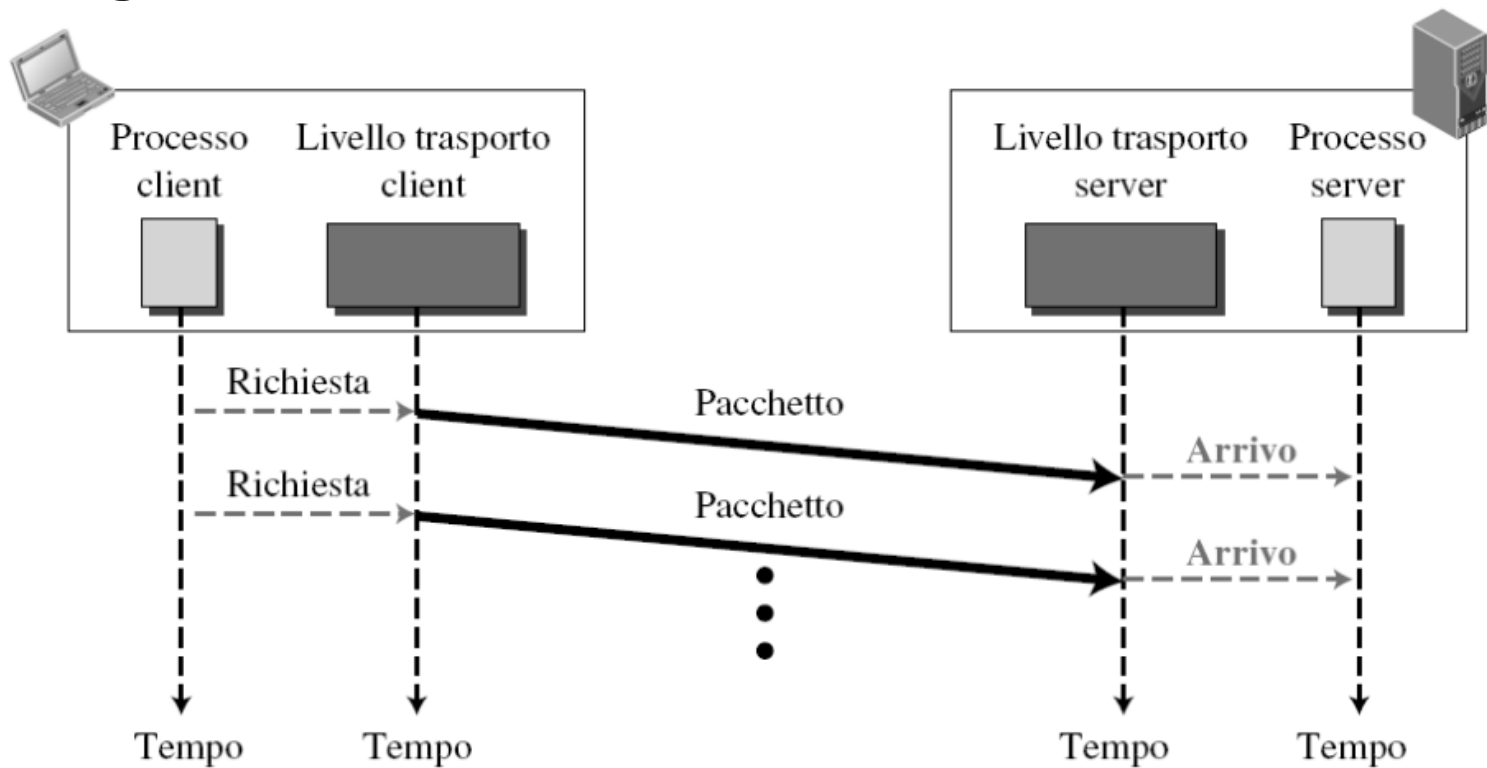 Processo
client
Livello trasporto
client
Livello trasporto
server
Processo
server
Richiesta
Pacchetto
Arrivo
Richiesta
Pacchetto
Arrivo
Tempo
Tempo
Tempo
Tempo